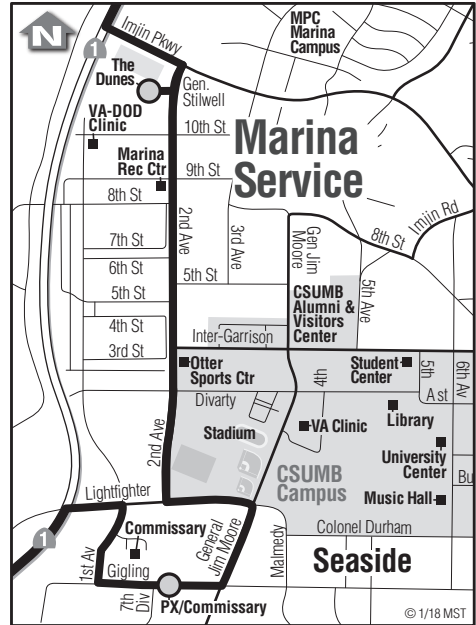 N
1
Imjin Pkwy
MPC
Marina
Campus
The
Dunes
Gen.
Stilwell
VA-DOD
Clinic
10th St
Marina
Service
Marina
Rec Ctr
9th St
8th St
Imjin Rd
2nd Ave
3rd Ave
Gen Jim
Moore
8th St
7th St
6th St
5th St
5th St
CSUMB
Alumni &
Visitors
Center
5th Ave
4th St
Inter-Garrison
3rd St
Otter
Sports Ctr
4th
Student
Center
5th
6th Av
A st
Divarty
2nd Ave
Stadium
VA Clinic
Library
University
Center
Bu
CSUMB
Campus
Music Hall
Lightfighter
Colonel Durham
1
Commissary
General
Jim Moore
Malmedy
Seaside
1st Av
Gigling
7th
Div
PX/Commissary
© 1/18 MST